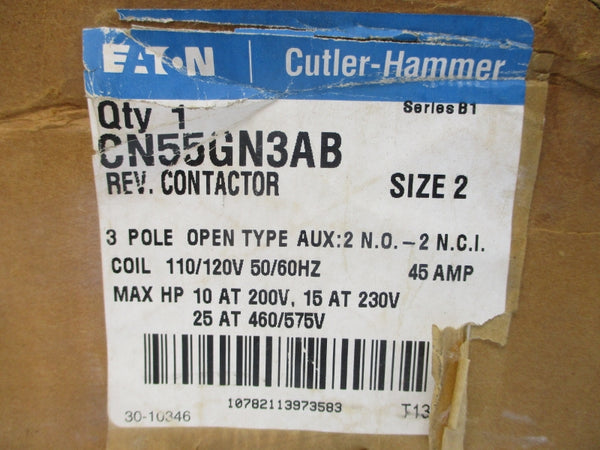 EATON | Cutler-Hammer
Series B1
Qty 1
CN55GN3AB
REV. CONTACTOR SIZE 2
3 POLE OPEN TYPE AUX:2 N.O.-2 N.C.I.
COIL 110/120V 50/60HZ 45 AMP
MAX HP 10 AT 200V, 15 AT 230V
25 AT 460/575V
10782113973583
30-10346 T13